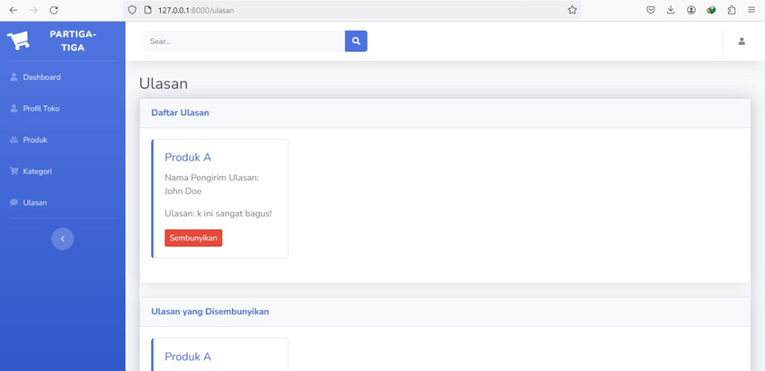 127.0.0.1:8000/ulasan
PARTIGA-
TIGA
Sear...
Dashboard
Profil Toko
Produk
Kategori
Ulasan
Ulasan
Daftar Ulasan
Produk A
Nama Pengirim Ulasan:
John Doe
Ulasan: k ini sangat bagus!
Sembunyikan
Ulasan yang Disembunyikan
Produk A